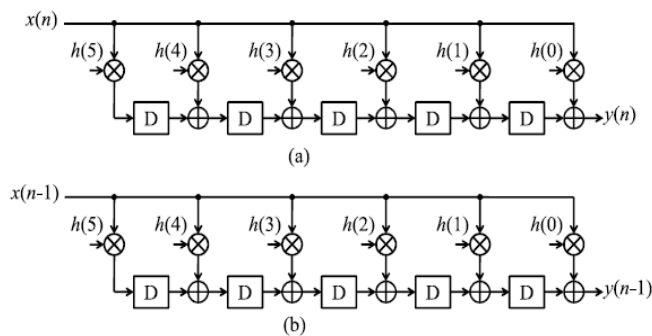 x(n)
h(5) h(4) h(3) h(2) h(1) h(0)
D D D D D y(n)
(a)
x(n-1)
h(5) h(4) h(3) h(2) h(1) h(0)
D D D D D y(n-1)
(b)